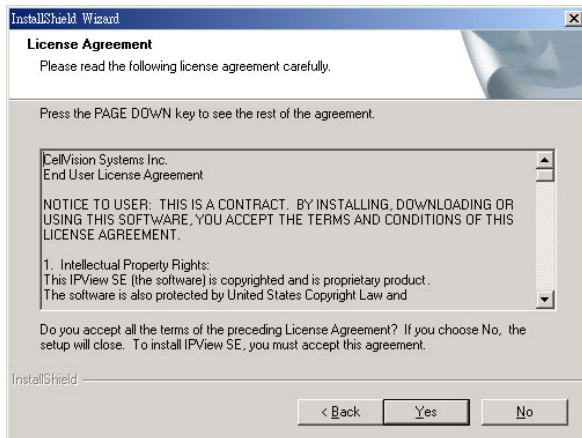 InstallShield Wizard
License Agreement
Please read the following license agreement carefully.
Press the PAGE DOWN key to see the rest of the agreement.
CellVision Systems Inc.
End User License Agreement
NOTICE TO USER: THIS IS A CONTRACT. BY INSTALLING, DOWNLOADING OR
USING THIS SOFTWARE, YOU ACCEPT THE TERMS AND CONDITIONS OF THIS
LICENSE AGREEMENT.
1. Intellectual Property Rights:
This IPView SE (the software) is copyrighted and is proprietary product.
The software is also protected by United States Copyright Law and
Do you accept all the terms of the preceding License Agreement? If you choose No, the
setup will close. To install IPView SE, you must accept this agreement.
InstallShield
< Back Yes No